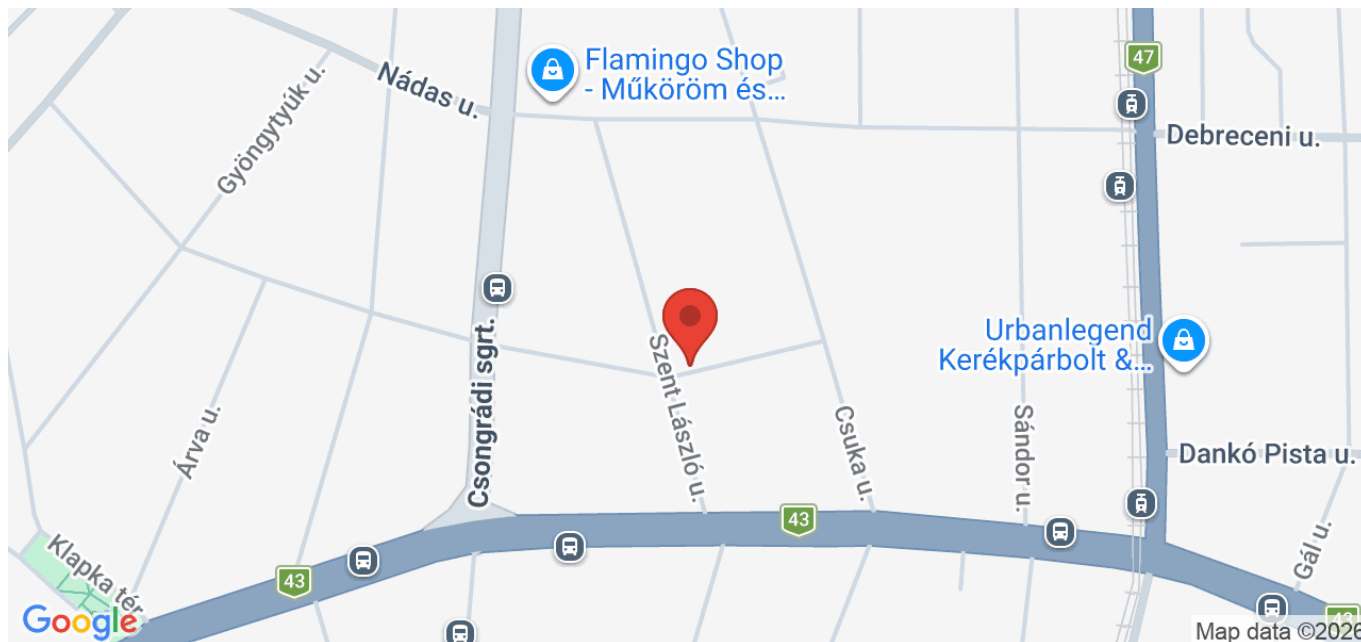 Flamingo Shop
- Műköröm és...
47
Nádas u.
Gyöngytyúk u.
Debreceni u.
Urbanlegend
Kerékpárbolt &...
Csongrádi sgrt.
Szent László u.
Árva u.
Csuka u.
Sándor u.
Dankó Pista u.
43
43
Klapka tér
Gál u.
43
Google
Map data ©2026